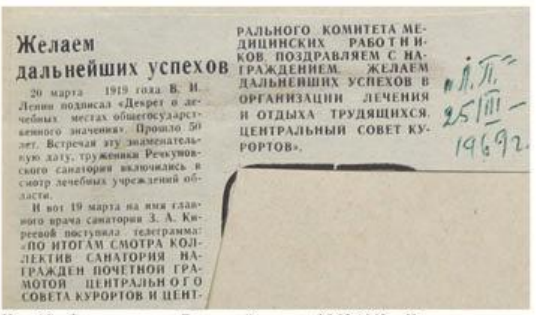 Желаем
дальнейших успехов
20 марта 1919 года В. И.
Ленин подписал «Декрет о ле-
чебных местах общегосударст-
венного значения». Прошло 50
лет. Встречая эту знаменатель-
ную дату, труженики Речкунов-
ского санатория включились в
смотр лечебных учреждений об-
ласти.
И вот 19 марта на имя глав-
ного врача санатория З. А. Ки-
реевой поступила телеграмма:
«ПО ИТОГАМ СМОТРА КОЛ-
ЛЕКТИВ САНАТОРИЯ НА-
ГРАЖДЕН ПОЧЕТНОЙ ГРА-
МОТОЙ ЦЕНТРАЛЬНОГО
СОВЕТА КУРОРТОВ И ЦЕНТ-
РАЛЬНОГО КОМИТЕТА МЕ-
ДИЦИНСКИХ РАБОТНИ-
КОВ. ПОЗДРАВЛЯЕМ С НА-
ГРАЖДЕНИЕМ. ЖЕЛАЕМ
ДАЛЬНЕЙШИХ УСПЕХОВ В
ОРГАНИЗАЦИИ ЛЕЧЕНИЯ
И ОТДЫХА ТРУДЯЩИХСЯ.
ЦЕНТРАЛЬНЫЙ СОВЕТ КУ-
РОРТОВ».
25/III –
1969 г.